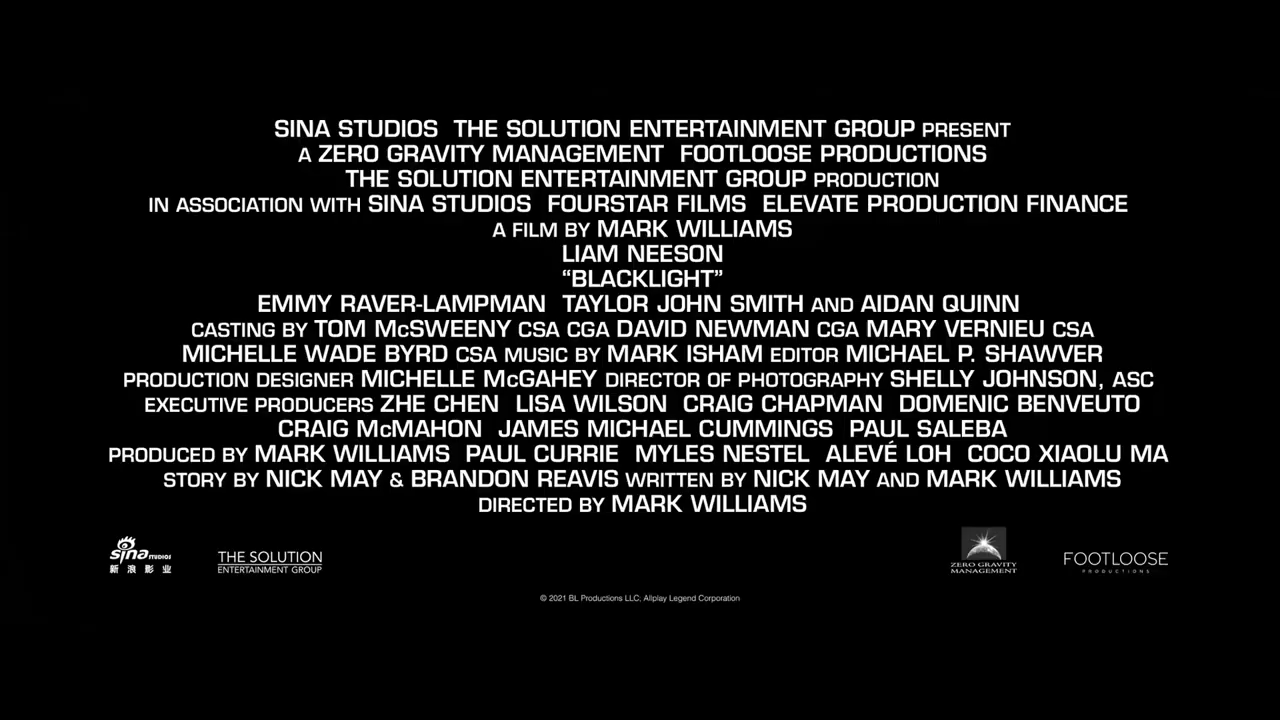 SINA STUDIOS THE SOLUTION ENTERTAINMENT GROUP PRESENT
A ZERO GRAVITY MANAGEMENT FOOTLOOSE PRODUCTIONS
THE SOLUTION ENTERTAINMENT GROUP PRODUCTION
IN ASSOCIATION WITH SINA STUDIOS FOURSTAR FILMS ELEVATE PRODUCTION FINANCE
A FILM BY MARK WILLIAMS
LIAM NEESON
“BLACKLIGHT”
EMMY RAVER-LAMPMAN TAYLOR JOHN SMITH AND AIDAN QUINN
CASTING BY TOM McSWEENY CSA CGA DAVID NEWMAN CGA MARY VERNIEU CSA
MICHELLE WADE BYRD CSA MUSIC BY MARK ISHAM EDITOR MICHAEL P. SHAWVER
PRODUCTION DESIGNER MICHELLE McGAHEY DIRECTOR OF PHOTOGRAPHY SHELLY JOHNSON, ASC
EXECUTIVE PRODUCERS ZHE CHEN LISA WILSON CRAIG CHAPMAN DOMENIC BENVEUTO
CRAIG McMAHON JAMES MICHAEL CUMMINGS PAUL SALEBA
PRODUCED BY MARK WILLIAMS PAUL CURRIE MYLES NESTEL ALEVÉ LOH COCO XIAOLU MA
STORY BY NICK MAY & BRANDON REAVIS WRITTEN BY NICK MAY AND MARK WILLIAMS
DIRECTED BY MARK WILLIAMS
sina STUDIOS
新浪影业
THE SOLUTION
ENTERTAINMENT GROUP
ZERO GRAVITY
MANAGEMENT
FOOTLOOSE
PRODUCTIONS
© 2021 BL Productions LLC; Allplay Legend Corporation